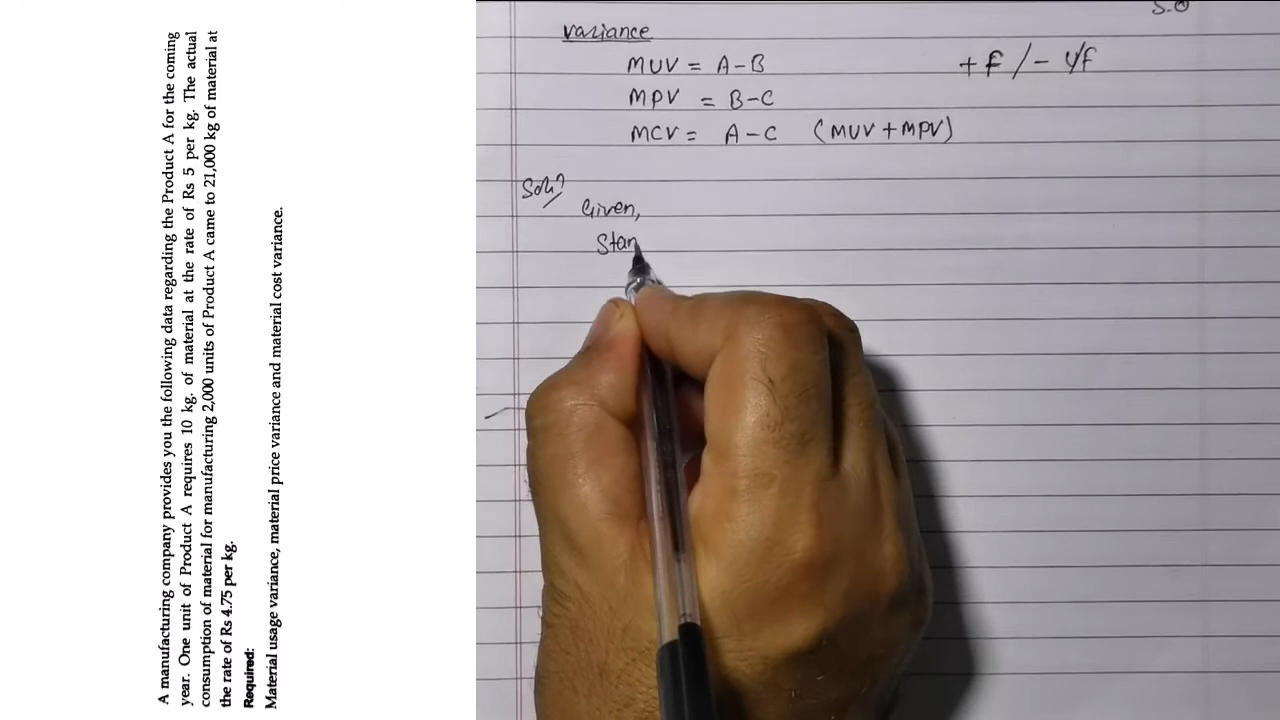 A manufacturing company provides you the following data regarding the Product A for the coming
year. One unit of Product A requires 10 kg. of material at the rate of Rs 5 per kg. The actual
consumption of material for manufacturing 2,000 units of Product A came to 21,000 kg of material at
the rate of Rs 4.75 per kg.
Required:
Material usage variance, material price variance and material cost variance.
variance
MUV = A-B +F/- U/F
MPV = B-C
MCV = A-C (MUV+MPV)
Given,
Stan